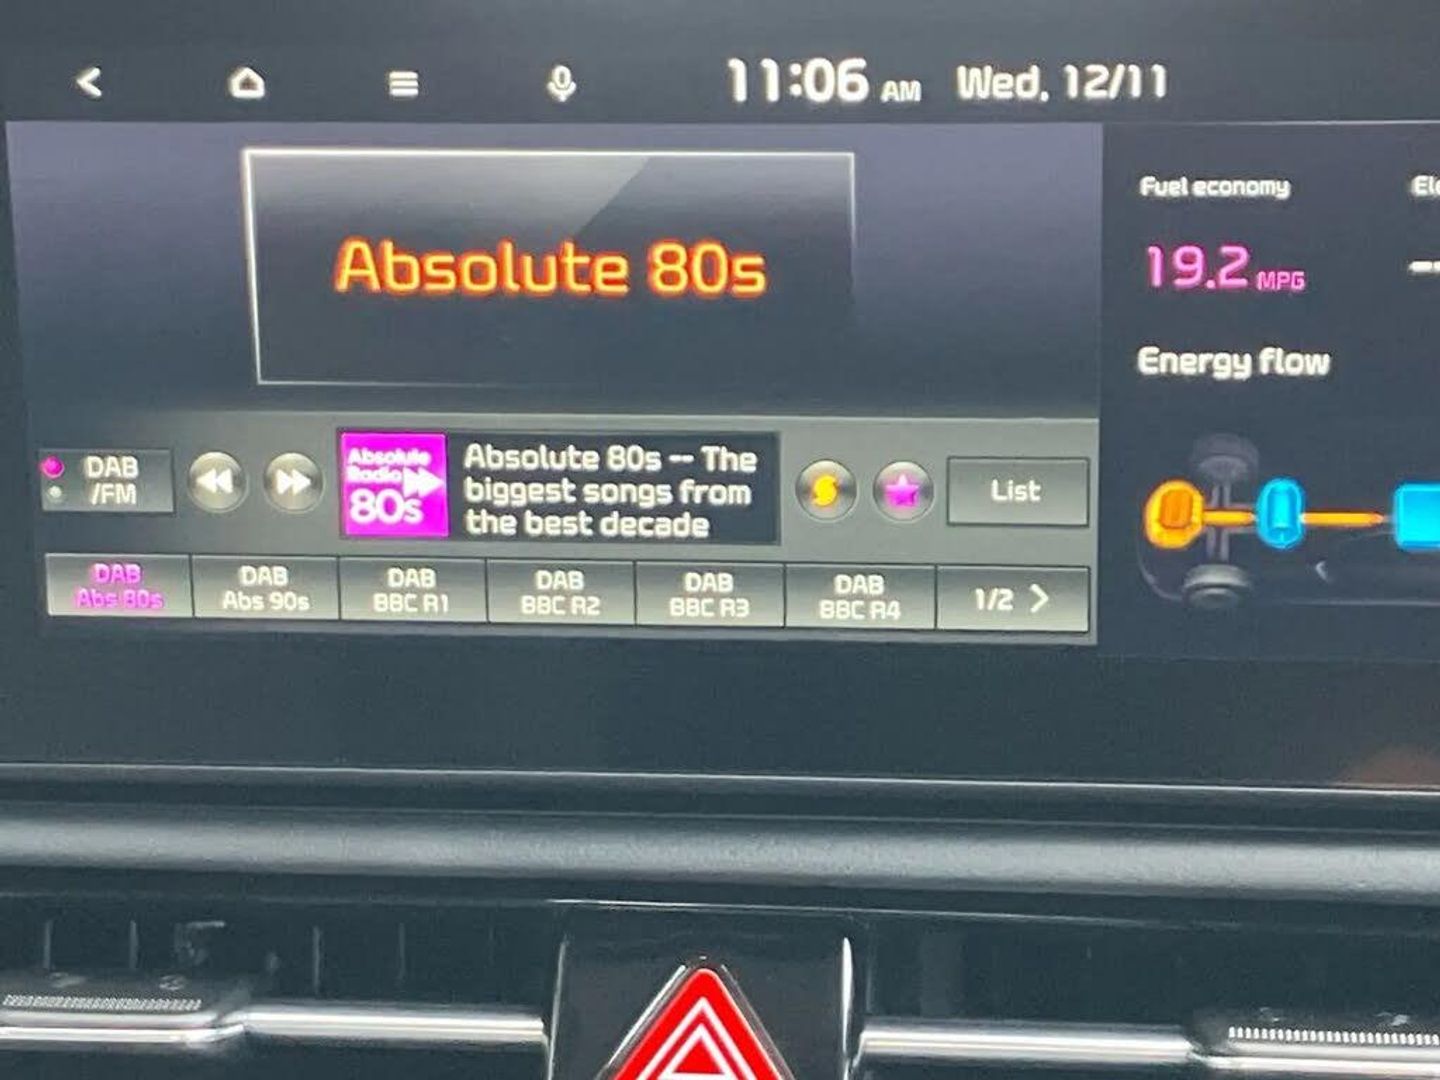 11:06 AM Wed, 12/11
Absolute 80s
Fuel economy
19.2 MPG
Energy flow
DAB
/FM
Absolute
Radio
80s
Absolute 80s -- The
biggest songs from
the best decade
List
DAB
Abs 80s
DAB
Abs 90s
DAB
BBC R1
DAB
BBC R2
DAB
BBC R3
DAB
BBC R4
1/2